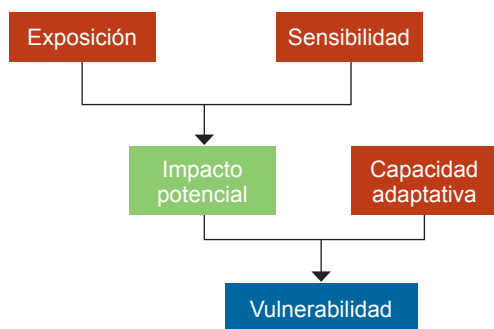 Exposición
Sensibilidad
Impacto
potencial
Capacidad
adaptativa
Vulnerabilidad